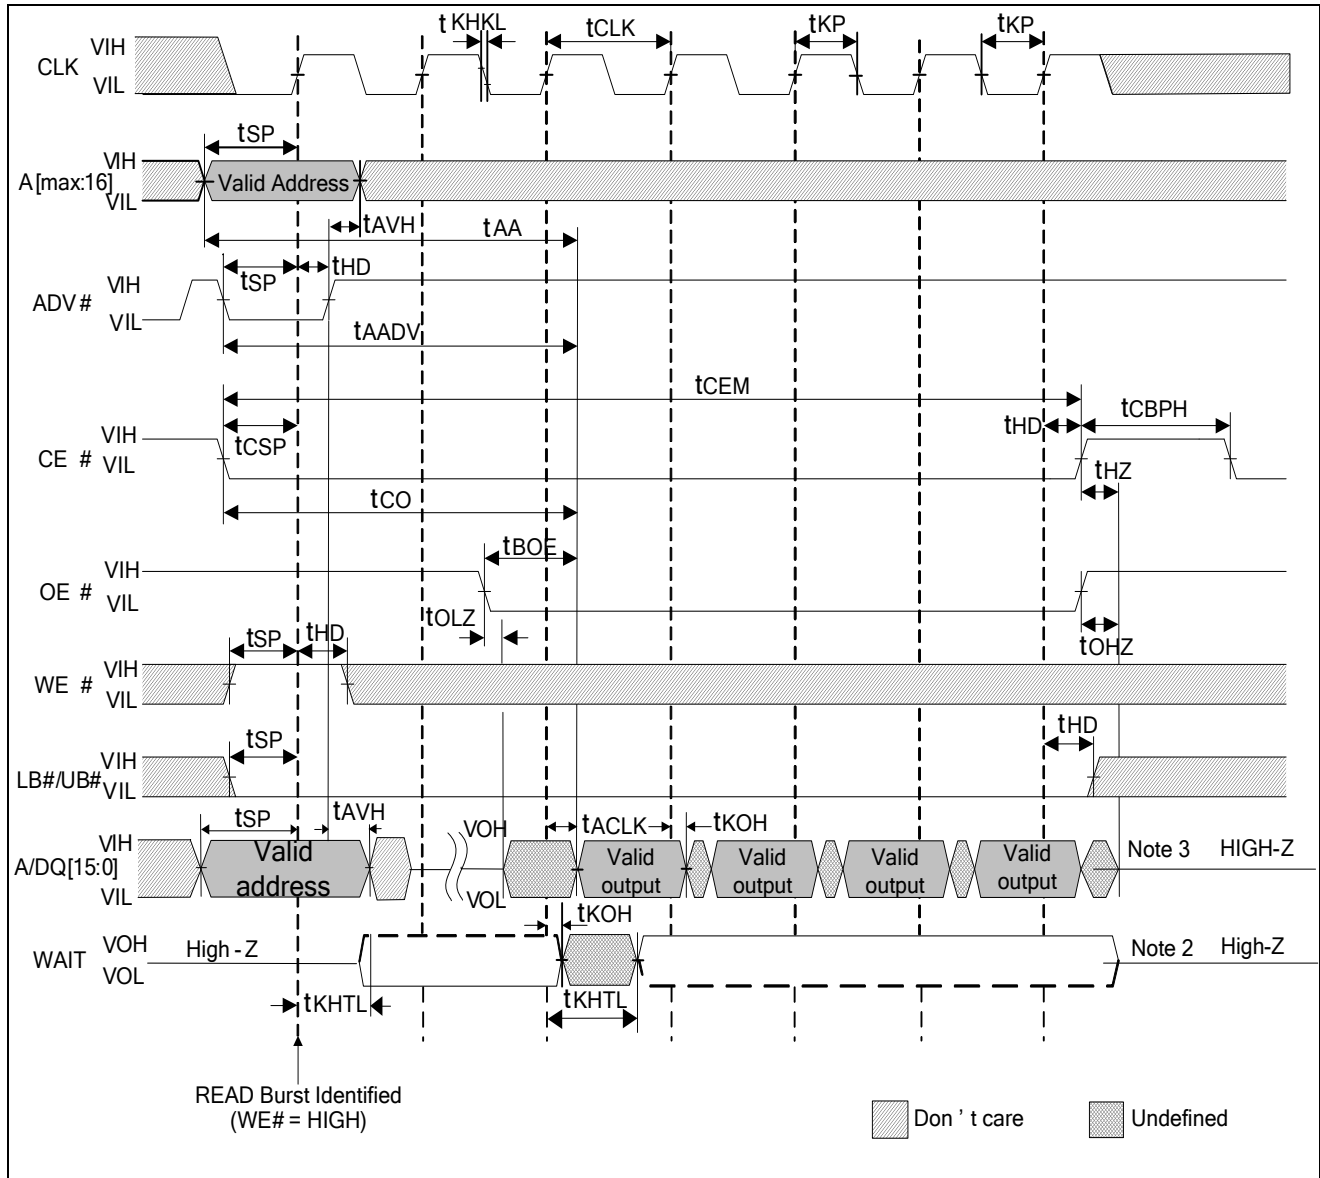 tKHKL tCLK tKP tKP
VIH
CLK
VIL
tSP
VIH
A[max:16] Valid Address
VIL
tAVH tAA
tSP tHD
VIH
ADV#
VIL
tAADV
tCEM
tCBPH
tHD
VIH
tCSP
CE #
VIL
tHZ
tCO
tBOE
VIH
OE #
VIL
tOLZ
tOHZ
tSP tHD
VIH
WE #
VIL
tHD
tSP
VIH
LB#/UB#
VIL
tSP tAVH VOH tACLK tKOH
VIH
A/DQ[15:0]
VIL
Valid
address
VOL
Valid
output
Valid
output
Valid
output
Valid
output
Note 3 HIGH-Z
tKOH
VOH
WAIT High-Z
VOL
Note 2 High-Z
tKHTL tKHTL
READ Burst Identified
(WE# = HIGH)
Don ' t care Undefined